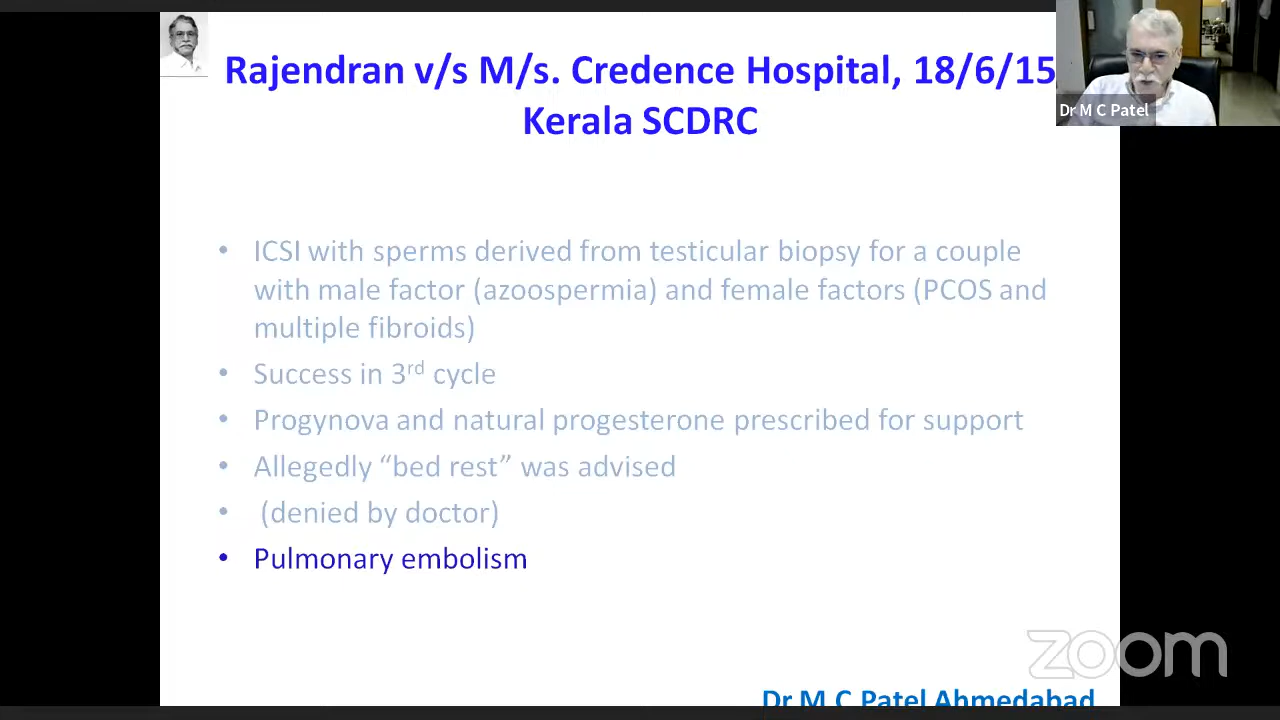 Rajendran v/s M/s. Credence Hospital, 18/6/15
Kerala SCDRC
Dr M C Patel
• ICSI with sperms derived from testicular biopsy for a couple
with male factor (azoospermia) and female factors (PCOS and
multiple fibroids)
• Success in 3rd cycle
• Progynova and natural progesterone prescribed for support
• Allegedly “bed rest” was advised
• (denied by doctor)
• Pulmonary embolism
zoom
Dr M C Patel Ahmedabad